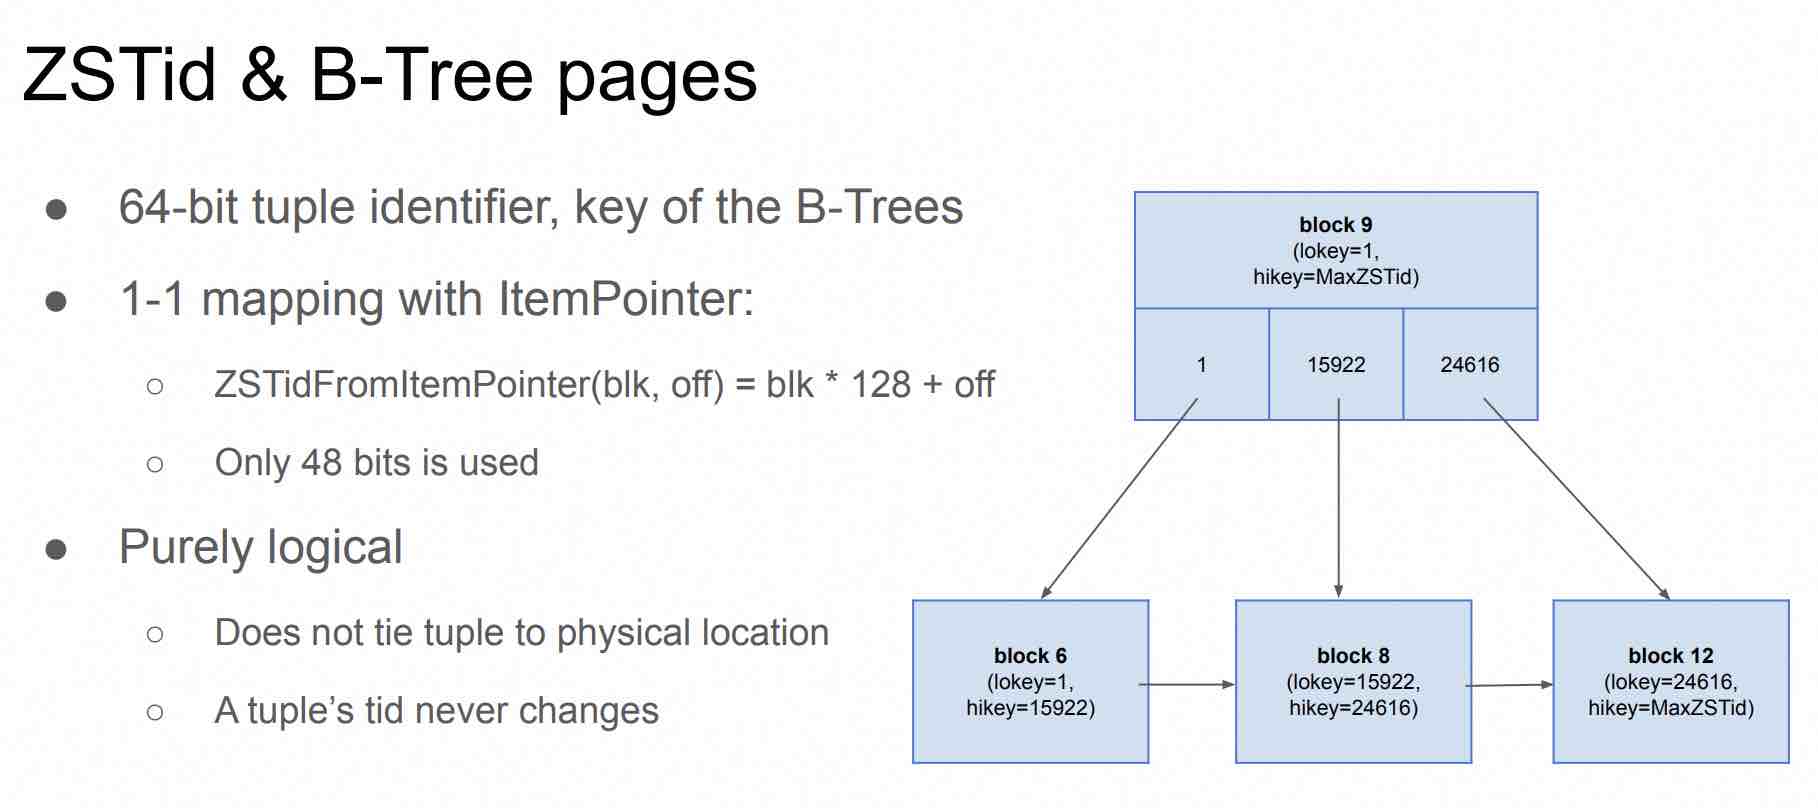 ZSTid & B-Tree pages
● 64-bit tuple identifier, key of the B-Trees
● 1-1 mapping with ItemPointer:
○ ZSTidFromItemPointer(blk, off) = blk * 128 + off
○ Only 48 bits is used
● Purely logical
○ Does not tie tuple to physical location
○ A tuple’s tid never changes
block 9
(lokey=1,
hikey=MaxZSTid)
1 15922 24616
block 6
(lokey=1,
hikey=15922)
block 8
(lokey=15922,
hikey=24616)
block 12
(lokey=24616,
hikey=MaxZSTid)